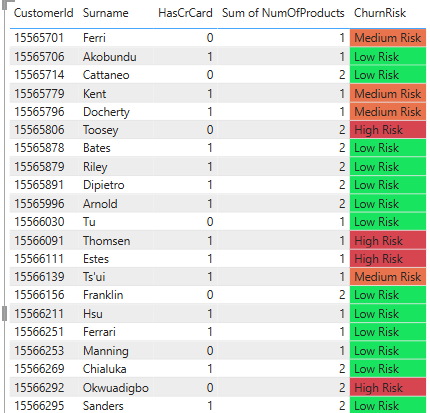 CustomerId Surname HasCrCard Sum of NumOfProducts ChurnRisk
15565701 Ferri 0 1 Medium Risk
15565706 Akobundu 1 1 Low Risk
15565714 Cattaneo 0 2 Low Risk
15565779 Kent 1 1 Medium Risk
15565796 Docherty 1 1 Medium Risk
15565806 Toosey 0 2 High Risk
15565878 Bates 1 2 Low Risk
15565879 Riley 1 2 Low Risk
15565891 Dipietro 1 2 Low Risk
15565996 Arnold 1 2 Low Risk
15566030 Tu 0 1 Low Risk
15566091 Thomsen 1 1 High Risk
15566111 Estes 1 1 High Risk
15566139 Ts'ui 1 1 Medium Risk
15566156 Franklin 0 2 Low Risk
15566211 Hsu 1 1 Low Risk
15566251 Ferrari 1 1 Low Risk
15566253 Manning 0 1 Low Risk
15566269 Chialuka 1 2 Low Risk
15566292 Okwuadigbo 0 2 High Risk
15566295 Sanders 1 2 Low Risk